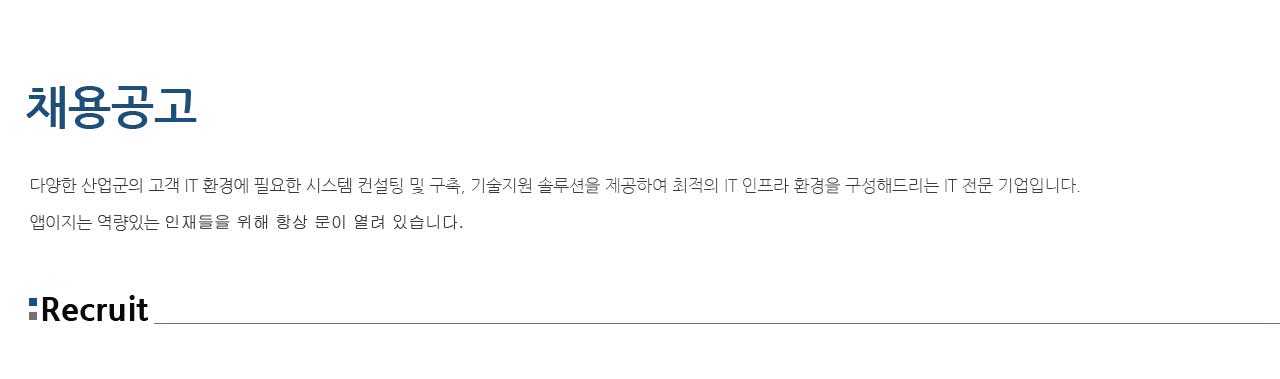 채용공고
다양한 산업군의 고객 IT 환경에 필요한 시스템 컨설팅 및 구축, 기술지원 솔루션을 제공하여 최적의 IT 인프라 환경을 구성해드리는 IT 전문 기업입니다.
앱이지는 역량있는 인재들을 위해 항상 문이 열려 있습니다.
Recruit